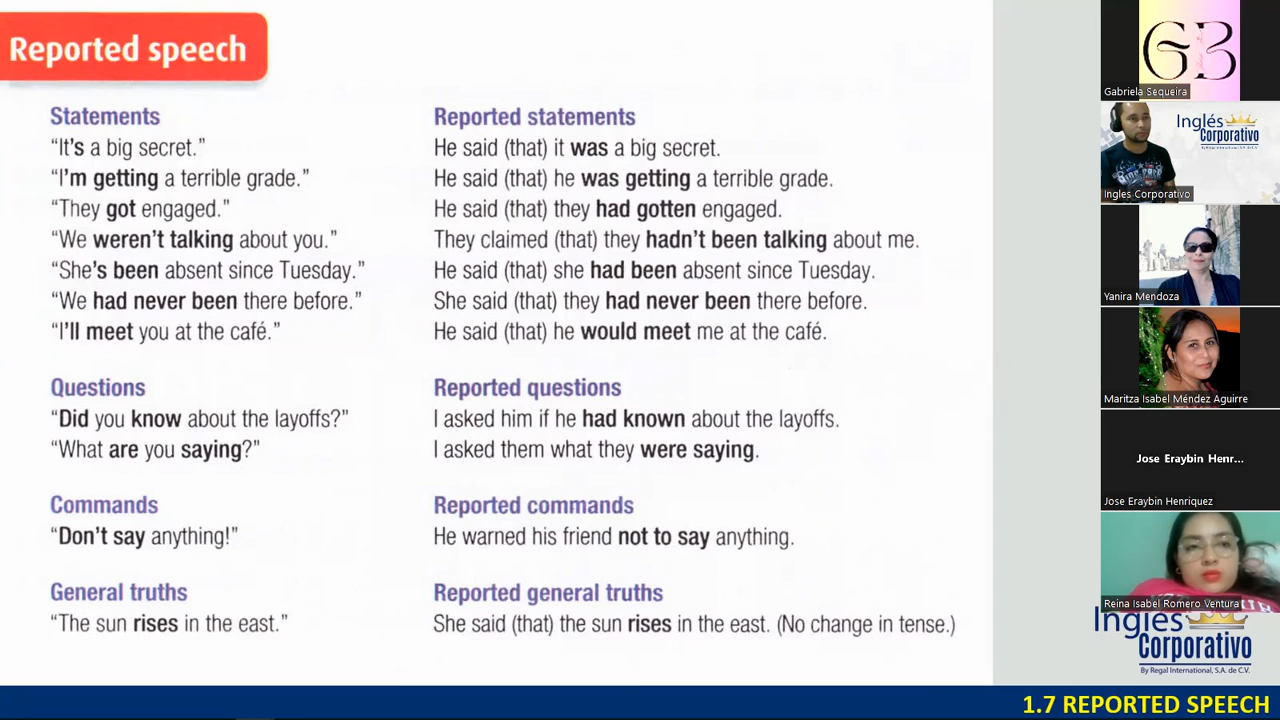 Reported speech
Statements
“It’s a big secret.”
“I’m getting a terrible grade.”
“They got engaged.”
“We weren’t talking about you.”
“She’s been absent since Tuesday.”
“We had never been there before.”
“I’ll meet you at the café.”
Reported statements
He said (that) it was a big secret.
He said (that) he was getting a terrible grade.
He said (that) they had gotten engaged.
They claimed (that) they hadn’t been talking about me.
He said (that) she had been absent since Tuesday.
She said (that) they had never been there before.
He said (that) he would meet me at the café.
Questions
“Did you know about the layoffs?”
“What are you saying?”
Reported questions
I asked him if he had known about the layoffs.
I asked them what they were saying.
Commands
“Don’t say anything!”
Reported commands
He warned his friend not to say anything.
General truths
“The sun rises in the east.”
Reported general truths
She said (that) the sun rises in the east. (No change in tense.)
GB
Gabriela Sequeira
Inglés
Corporativo
By Regal International, S.A. de C.V.
Ingles Corporativo
Yanira Mendoza
Maritza Isabel Méndez Aguirre
Jose Eraybin Henr...
Jose Eraybin Henriquez
Reina Isabel Romero Ventura
Inglés
Corporativo
By Regal International, S.A. de C.V.
1.7 REPORTED SPEECH